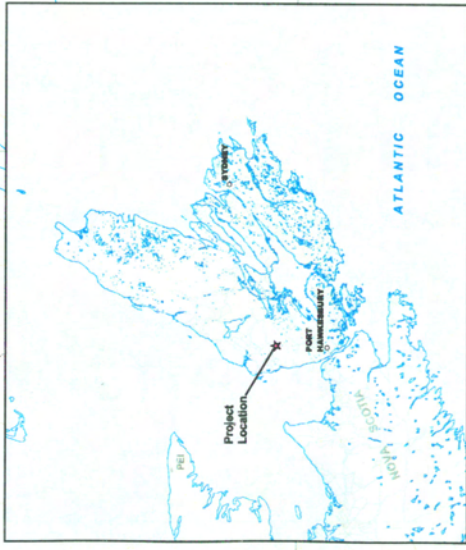 PEI
Project
Location
SYDNEY
PORT
HAWKESBURY
NOVA SCOTIA
ATLANTIC OCEAN